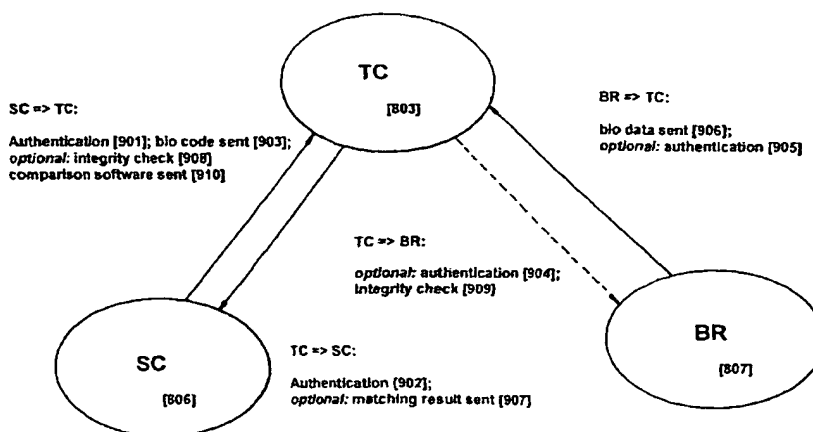 TC
[803]
SC => TC:
Authentication [901]; bio code sent [903];
optional: integrity check [908]
comparison software sent [910]
BR => TC:
bio data sent [906];
optional: authentication [905]
TC => BR:
optional: authentication [904];
integrity check [909]
SC
[806]
TC => SC:
Authentication [902];
optional: matching result sent [907]
BR
[807]